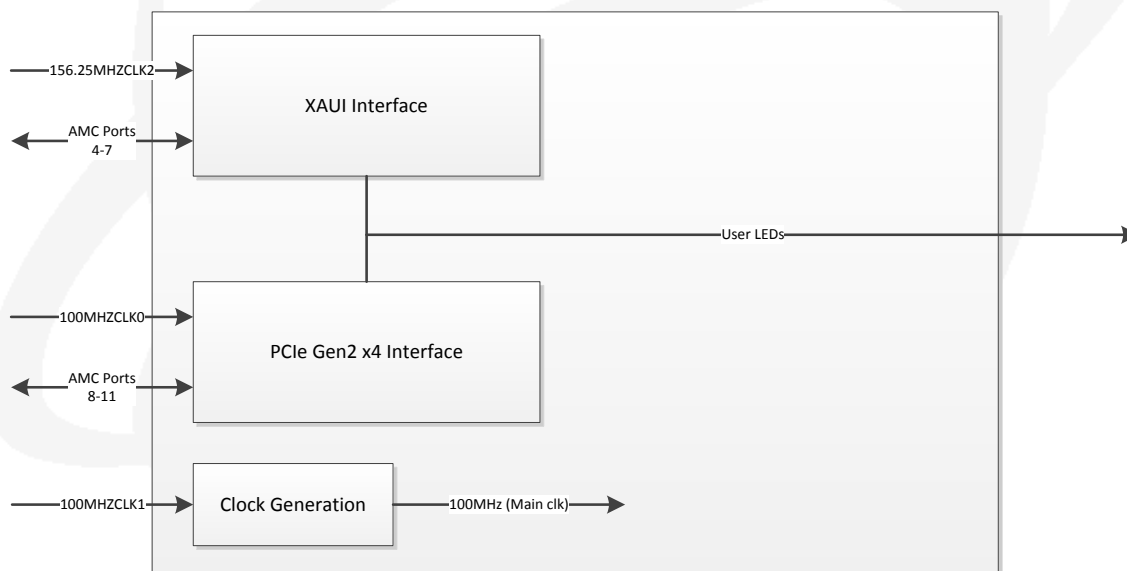 156.25MHZCLK2
XAUI Interface
AMC Ports
4-7
User LEDs
100MHZCLK0
PCIe Gen2 x4 Interface
AMC Ports
8-11
100MHZCLK1
Clock Generation
100MHz (Main clk)